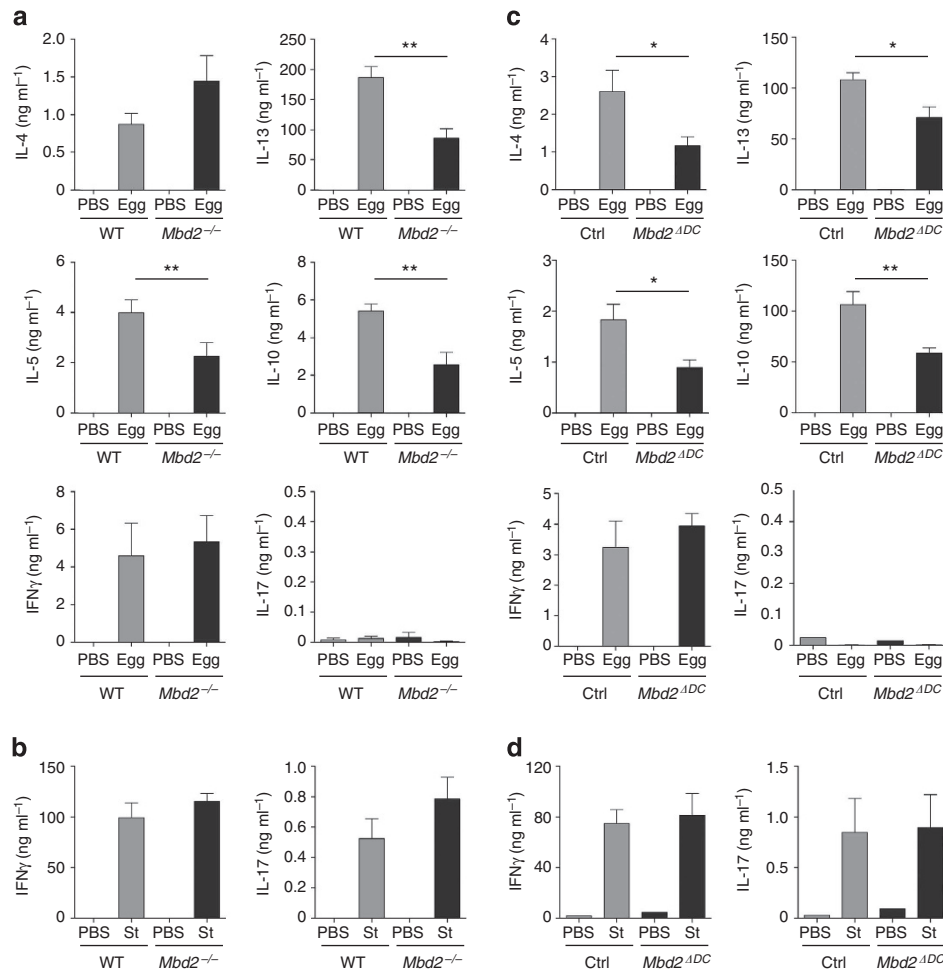 a
IL-4 (ng ml⁻¹)
2.0
1.5
1.0
0.5
0
PBS Egg PBS Egg
WT Mbd2⁻/⁻
IL-13 (ng ml⁻¹)
250
200
150
100
50
0
**
PBS Egg PBS Egg
WT Mbd2⁻/⁻
IL-5 (ng ml⁻¹)
6
4
2
0
**
PBS Egg PBS Egg
WT Mbd2⁻/⁻
IL-10 (ng ml⁻¹)
8
6
4
2
0
**
PBS Egg PBS Egg
WT Mbd2⁻/⁻
IFNγ (ng ml⁻¹)
8
6
4
2
0
PBS Egg PBS Egg
WT Mbd2⁻/⁻
IL-17 (ng ml⁻¹)
0.5
0.4
0.3
0.2
0.1
0
PBS Egg PBS Egg
WT Mbd2⁻/⁻
b
IFNγ (ng ml⁻¹)
150
100
50
0
PBS St PBS St
WT Mbd2⁻/⁻
IL-17 (ng ml⁻¹)
1.0
0.8
0.6
0.4
0.2
0
PBS St PBS St
WT Mbd2⁻/⁻
c
IL-4 (ng ml⁻¹)
4
3
2
1
0
*
PBS Egg PBS Egg
Ctrl Mbd2 ΔDC
IL-13 (ng ml⁻¹)
150
100
50
0
*
PBS Egg PBS Egg
Ctrl Mbd2 ΔDC
IL-5 (ng ml⁻¹)
3
2
1
0
*
PBS Egg PBS Egg
Ctrl Mbd2 ΔDC
IL-10 (ng ml⁻¹)
150
100
50
0
**
PBS Egg PBS Egg
Ctrl Mbd2 ΔDC
IFNγ (ng ml⁻¹)
5
4
3
2
1
0
PBS Egg PBS Egg
Ctrl Mbd2 ΔDC
IL-17 (ng ml⁻¹)
0.5
0.4
0.3
0.2
0.1
0
PBS Egg PBS Egg
Ctrl Mbd2 ΔDC
d
IFNγ (ng ml⁻¹)
120
80
40
0
PBS St PBS St
Ctrl Mbd2 ΔDC
IL-17 (ng ml⁻¹)
1.5
1.0
0.5
0
PBS St PBS St
Ctrl Mbd2 ΔDC